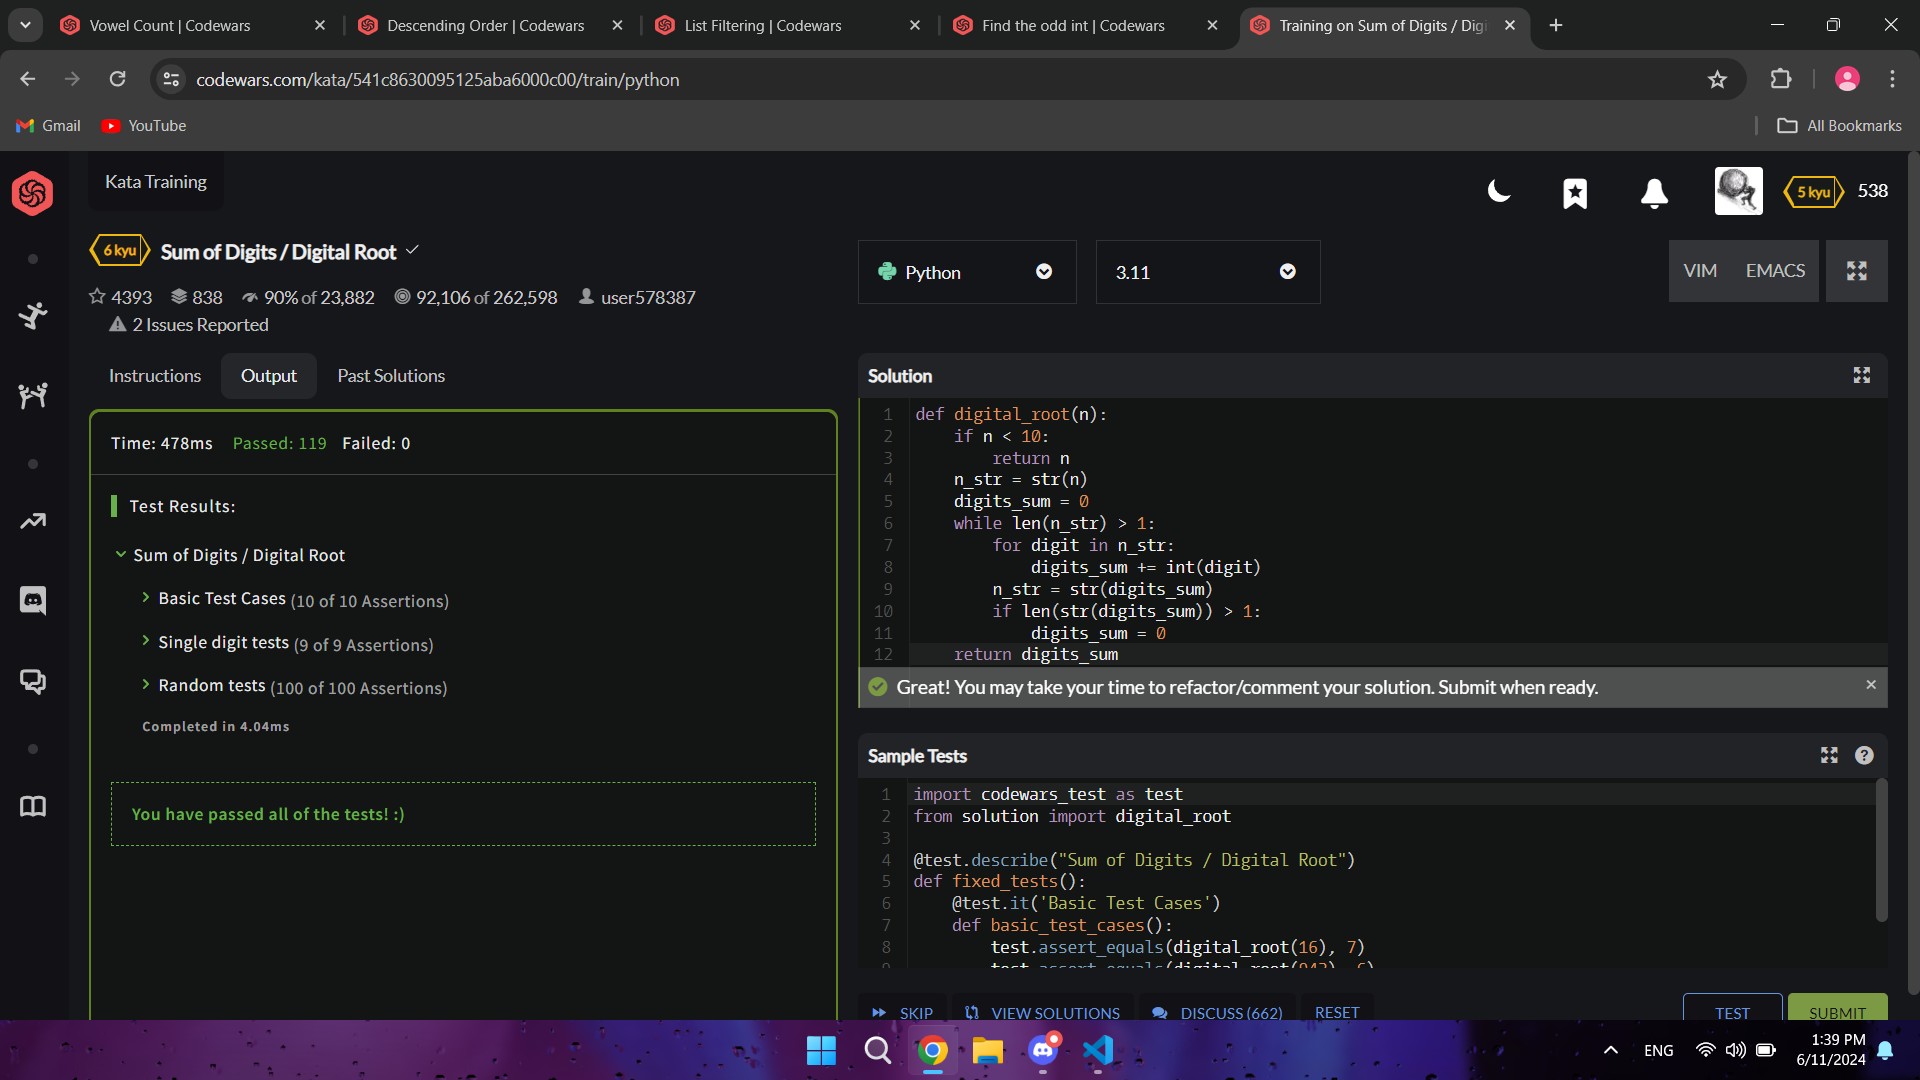 Vowel Count | Codewars
Descending Order | Codewars
List Filtering | Codewars
Find the odd int | Codewars
Training on Sum of Digits / Digi
codewars.com/kata/541c8630095125aba6000c00/train/python
Gmail
YouTube
All Bookmarks
Kata Training
5 kyu
538
6 kyu
Sum of Digits / Digital Root
4393
838
90% of 23,882
92,106 of 262,598
user578387
2 Issues Reported
Python
3.11
VIM
EMACS
Instructions
Output
Past Solutions
Time: 478ms
Passed: 119
Failed: 0
Test Results:
Sum of Digits / Digital Root
Basic Test Cases (10 of 10 Assertions)
Single digit tests (9 of 9 Assertions)
Random tests (100 of 100 Assertions)
Completed in 4.04ms
You have passed all of the tests! :)
Solution
1 def digital_root(n):
2     if n < 10:
3         return n
4     n_str = str(n)
5     digits_sum = 0
6     while len(n_str) > 1:
7         for digit in n_str:
8             digits_sum += int(digit)
9         n_str = str(digits_sum)
10         if len(str(digits_sum)) > 1:
11             digits_sum = 0
12     return digits_sum
Great! You may take your time to refactor/comment your solution. Submit when ready.
Sample Tests
1 import codewars_test as test
2 from solution import digital_root
3
4 @test.describe("Sum of Digits / Digital Root")
5 def fixed_tests():
6     @test.it('Basic Test Cases')
7     def basic_test_cases():
8         test.assert_equals(digital_root(16), 7)
9         test.assert_equals(digital_root(942), 6)
SKIP
VIEW SOLUTIONS
DISCUSS (662)
RESET
TEST
SUBMIT
ENG
1:39 PM
6/11/2024